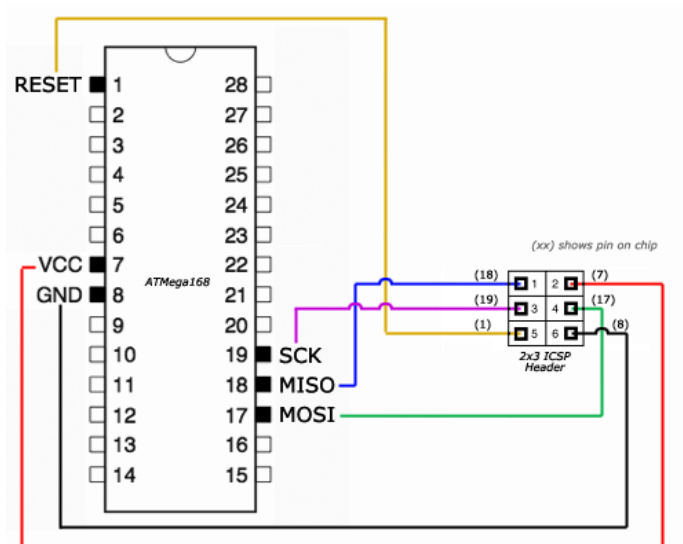 RESET 1 28
2 27
3 26
4 25
5 24
6 23
(xx) shows pin on chip
VCC 7 22
ATMega168
(18) 1 2 (7)
GND 8 21
(19) 3 4 (17)
9 20
(1) 5 6 (8)
10 19 SCK
2x3 ICSP
Header
11 18 MISO
12 17 MOSI
13 16
14 15